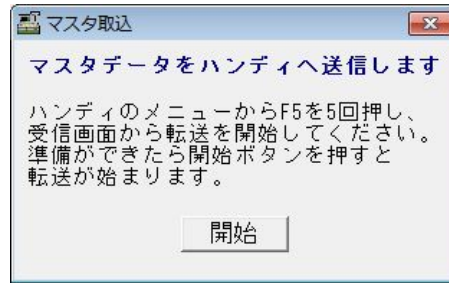 マスタ取込
マスタデータをハンディへ送信します
ハンディのメニューからF5を5回押し、
受信画面から転送を開始してください。
準備ができたら開始ボタンを押すと
転送が始まります。
開始